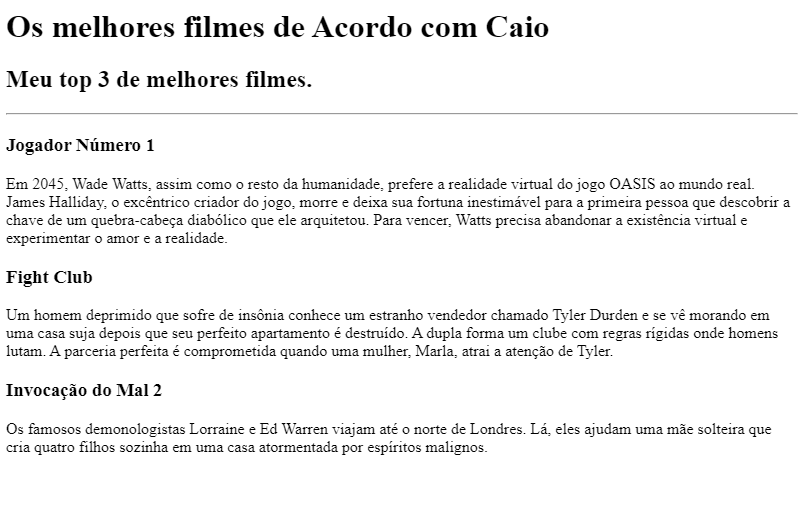 Os melhores filmes de Acordo com Caio
Meu top 3 de melhores filmes.
Jogador Número 1
Em 2045, Wade Watts, assim como o resto da humanidade, prefere a realidade virtual do jogo OASIS ao mundo real.
James Halliday, o excêntrico criador do jogo, morre e deixa sua fortuna inestimável para a primeira pessoa que descobrir a
chave de um quebra-cabeça diabólico que ele arquitetou. Para vencer, Watts precisa abandonar a existência virtual e
experimentar o amor e a realidade.
Fight Club
Um homem deprimido que sofre de insônia conhece um estranho vendedor chamado Tyler Durden e se vê morando em
uma casa suja depois que seu perfeito apartamento é destruído. A dupla forma um clube com regras rígidas onde homens
lutam. A parceria perfeita é comprometida quando uma mulher, Marla, atrai a atenção de Tyler.
Invocação do Mal 2
Os famosos demonologistas Lorraine e Ed Warren viajam até o norte de Londres. Lá, eles ajudam uma mãe solteira que
cria quatro filhos sozinha em uma casa atormentada por espíritos malignos.